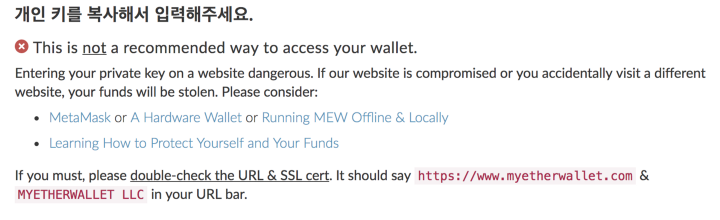 개인 키를 복사해서 입력해주세요.
This is not a recommended way to access your wallet.
Entering your private key on a website dangerous. If our website is compromised or you accidentally visit a different
website, your funds will be stolen. Please consider:
• MetaMask or A Hardware Wallet or Running MEW Offline & Locally
• Learning How to Protect Yourself and Your Funds
If you must, please double-check the URL & SSL cert. It should say https://www.myetherwallet.com &
MYETHERWALLET LLC in your URL bar.